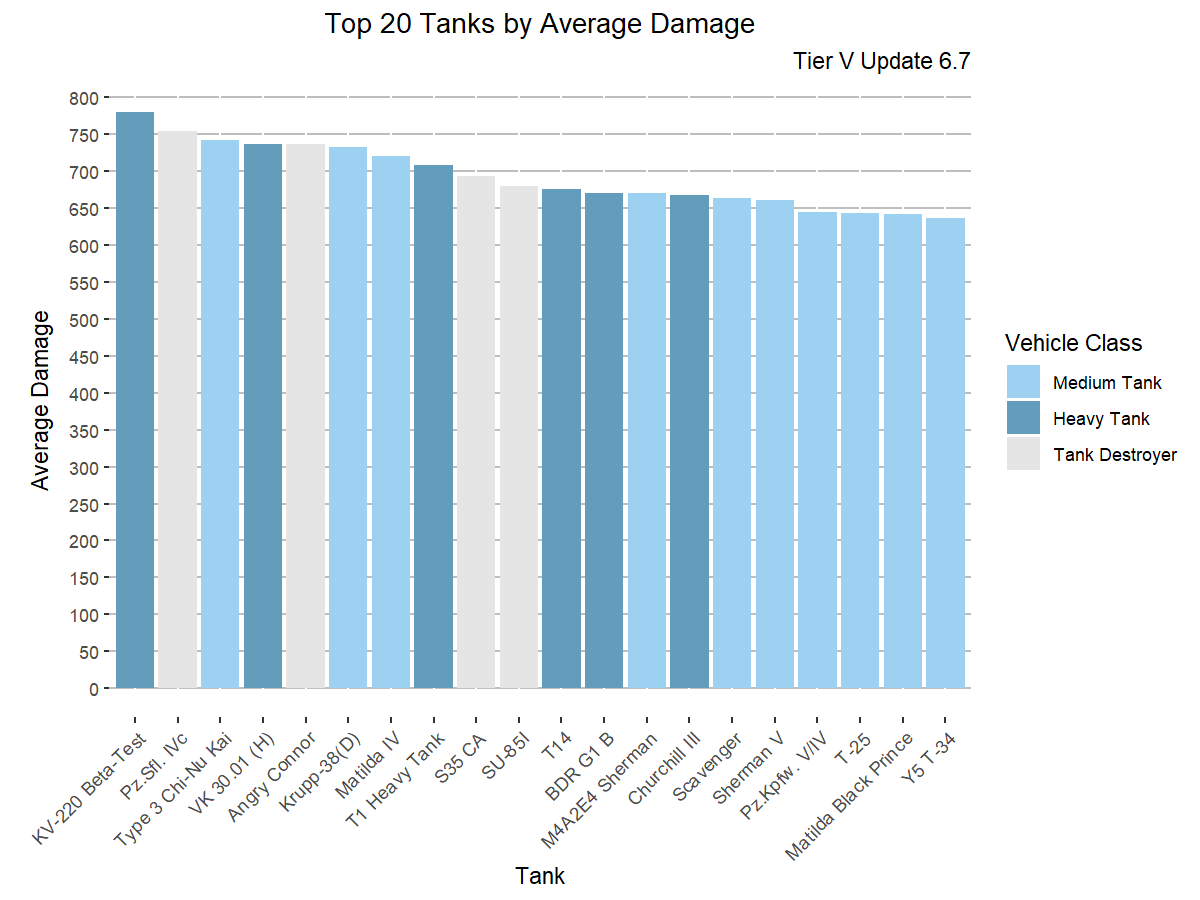 Top 20 Tanks by Average Damage
Tier V Update 6.7
Average Damage
800
750
700
650
600
550
500
450
400
350
300
250
200
150
100
50
0
KV-220 Beta-Test
Pz.Sfl. IVc
Type 3 Chi-Nu Kai
VK 30.01 (H)
Angry Connor
Krupp-38(D)
Matilda IV
T1 Heavy Tank
S35 CA
SU-85I
T14
BDR G1 B
M4A2E4 Sherman
Churchill III
Scavenger
Sherman V
Pz.Kpfw. V/IV
T-25
Matilda Black Prince
Y5 T-34
Tank
Vehicle Class
Medium Tank
Heavy Tank
Tank Destroyer